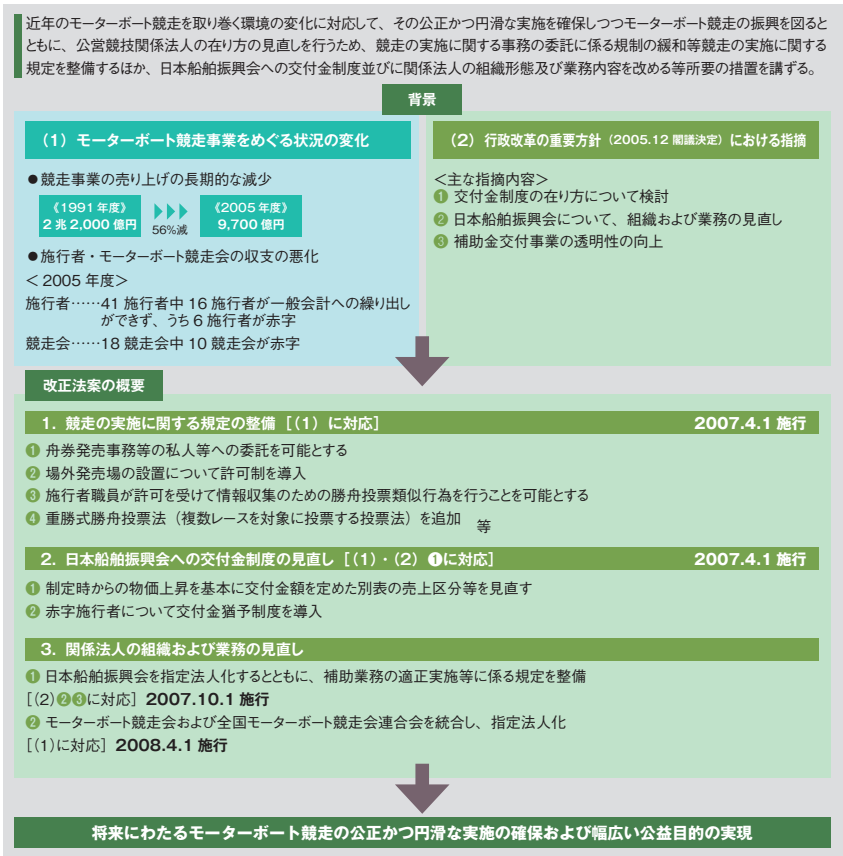 近年のモーターボート競走を取り巻く環境の変化に対応して、その公正かつ円滑な実施を確保しつつモーターボート競走の振興を図ると
ともに、公営競技関係法人の在り方の見直しを行うため、競走の実施に関する事務の委託に係る規制の緩和等競走の実施に関する
規定を整備するほか、日本船舶振興会への交付金制度並びに関係法人の組織形態及び業務内容を改める等所要の措置を講ずる。
背景
（1）モーターボート競走事業をめぐる状況の変化
●競走事業の売り上げの長期的な減少
《1991年度》
2兆2,000億円
56%減
《2005年度》
9,700億円
●施行者・モーターボート競走会の収支の悪化
＜2005年度＞
施行者……41施行者中16施行者が一般会計への繰り出し
ができず、うち6施行者が赤字
競走会……18競走会中10競走会が赤字
（2）行政改革の重要方針（2005.12 閣議決定）における指摘
＜主な指摘内容＞
❶ 交付金制度の在り方について検討
❷ 日本船舶振興会について、組織および業務の見直し
❸ 補助金交付事業の透明性の向上
改正法案の概要
1. 競走の実施に関する規定の整備［(1)に対応］ 2007.4.1 施行
❶ 舟券発売事務等の私人等への委託を可能とする
❷ 場外発売場の設置について許可制を導入
❸ 施行者職員が許可を受けて情報収集のための勝舟投票類似行為を行うことを可能とする
❹ 重勝式勝舟投票法（複数レースを対象に投票する投票法）を追加 等
2. 日本船舶振興会への交付金制度の見直し［(1)・(2)❶に対応］ 2007.4.1 施行
❶ 制定時からの物価上昇を基本に交付金額を定めた別表の売上区分等を見直す
❷ 赤字施行者について交付金猶予制度を導入
3. 関係法人の組織および業務の見直し
❶ 日本船舶振興会を指定法人化するとともに、補助業務の適正実施等に係る規定を整備
［(2)❷❸に対応］2007.10.1 施行
❷ モーターボート競走会および全国モーターボート競走会連合会を統合し、指定法人化
［(1)に対応］2008.4.1 施行
将来にわたるモーターボート競走の公正かつ円滑な実施の確保および幅広い公益目的の実現